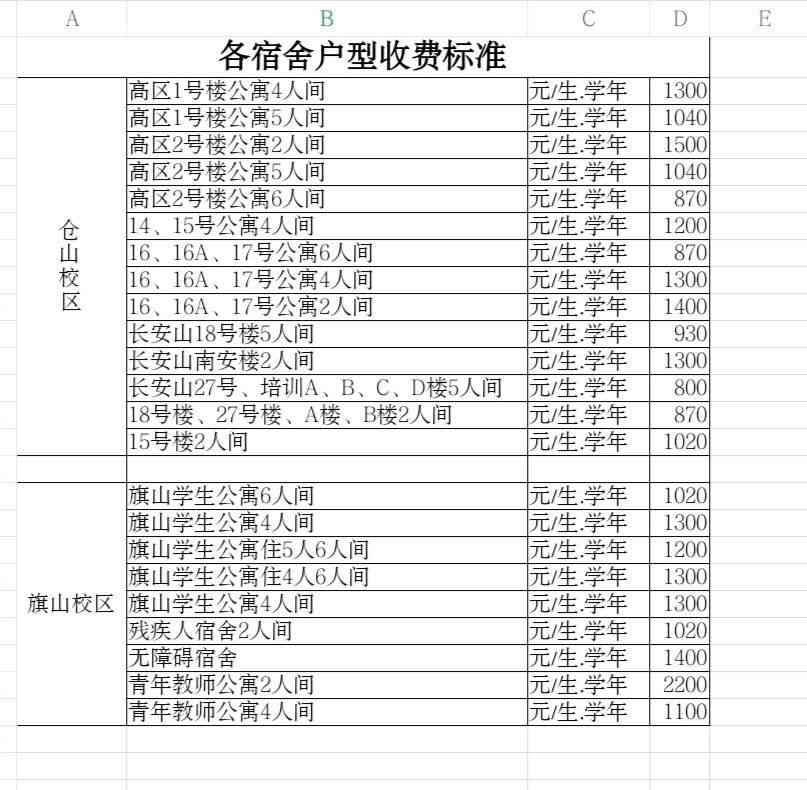 A B C D E
各宿舍户型收费标准
仓山校区
高区1号楼公寓4人间 元/生.学年 1300
高区1号楼公寓5人间 元/生.学年 1040
高区2号楼公寓2人间 元/生.学年 1500
高区2号楼公寓5人间 元/生.学年 1040
高区2号楼公寓6人间 元/生.学年 870
14、15号公寓4人间 元/生.学年 1200
16、16A、17号公寓6人间 元/生.学年 870
16、16A、17号公寓4人间 元/生.学年 1300
16、16A、17号公寓2人间 元/生.学年 1400
长安山18号楼5人间 元/生.学年 930
长安山南安楼2人间 元/生.学年 1300
长安山27号、培训A、B、C、D楼5人间 元/生.学年 800
18号楼、27号楼、A楼、B楼2人间 元/生.学年 870
15号楼2人间 元/生.学年 1020
旗山校区
旗山学生公寓6人间 元/生.学年 1020
旗山学生公寓4人间 元/生.学年 1300
旗山学生公寓住5人6人间 元/生.学年 1200
旗山学生公寓住4人6人间 元/生.学年 1300
旗山学生公寓4人间 元/生.学年 1300
残疾人宿舍2人间 元/生.学年 1020
无障碍宿舍 元/生.学年 1400
青年教师公寓2人间 元/生.学年 2200
青年教师公寓4人间 元/生.学年 1100